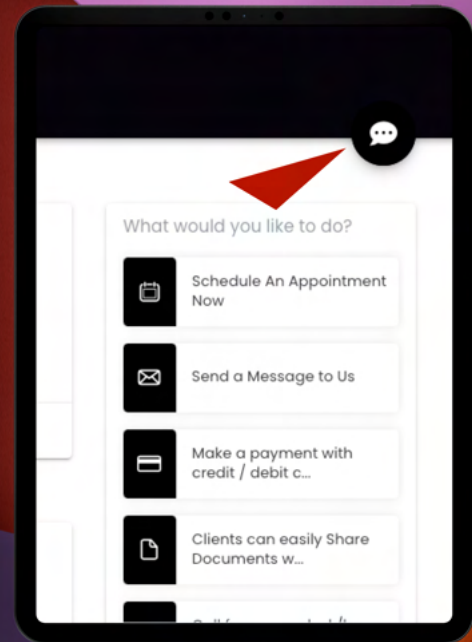 What would you like to do?
Schedule An Appointment
Now
Send a Message to Us
Make a payment with
credit / debit c...
Clients can easily Share
Documents w...